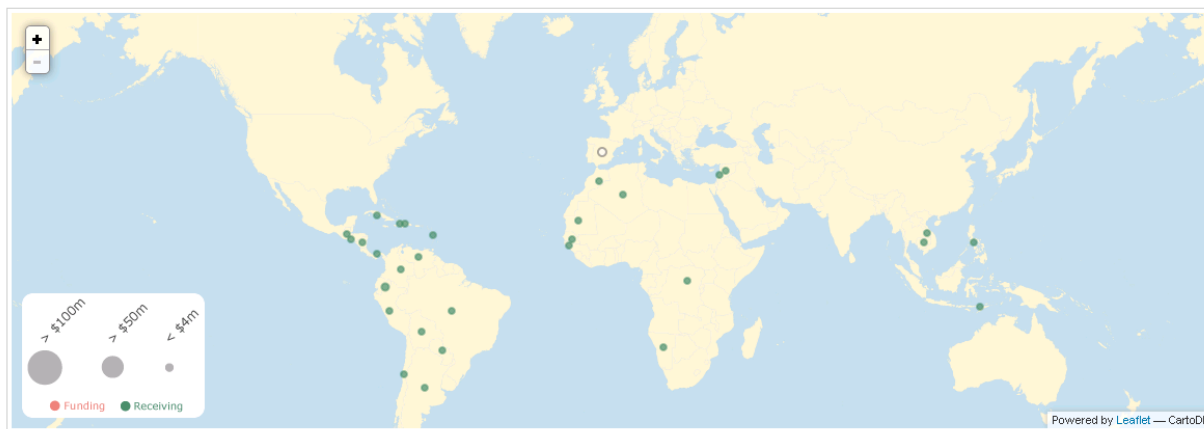 +
-
> $100m
> $50m
< $4m
Funding
Receiving
Powered by Leaflet — CartoD